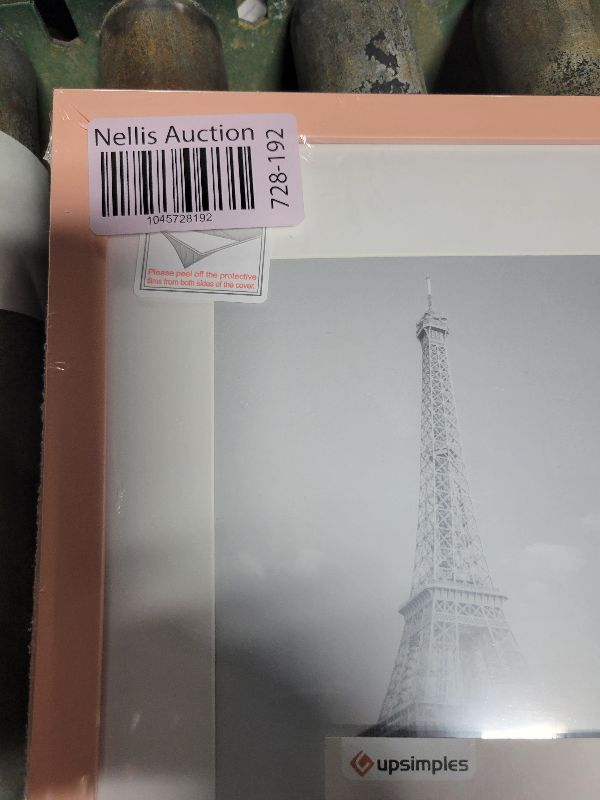 Nellis Auction
728-192
1045728192
Please peel off the protective
films from both sides of the cover.
upsimples